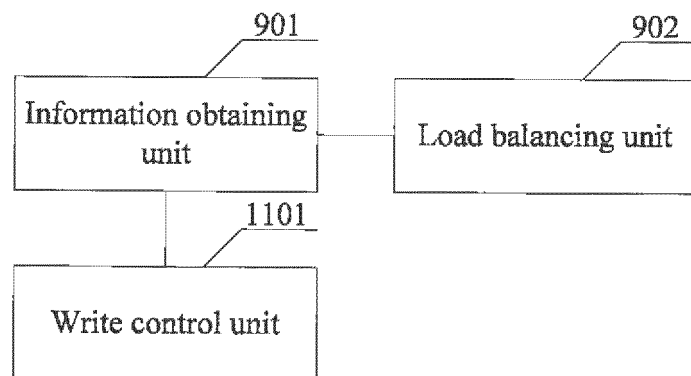 901
Information obtaining
unit
902
Load balancing unit
1101
Write control unit